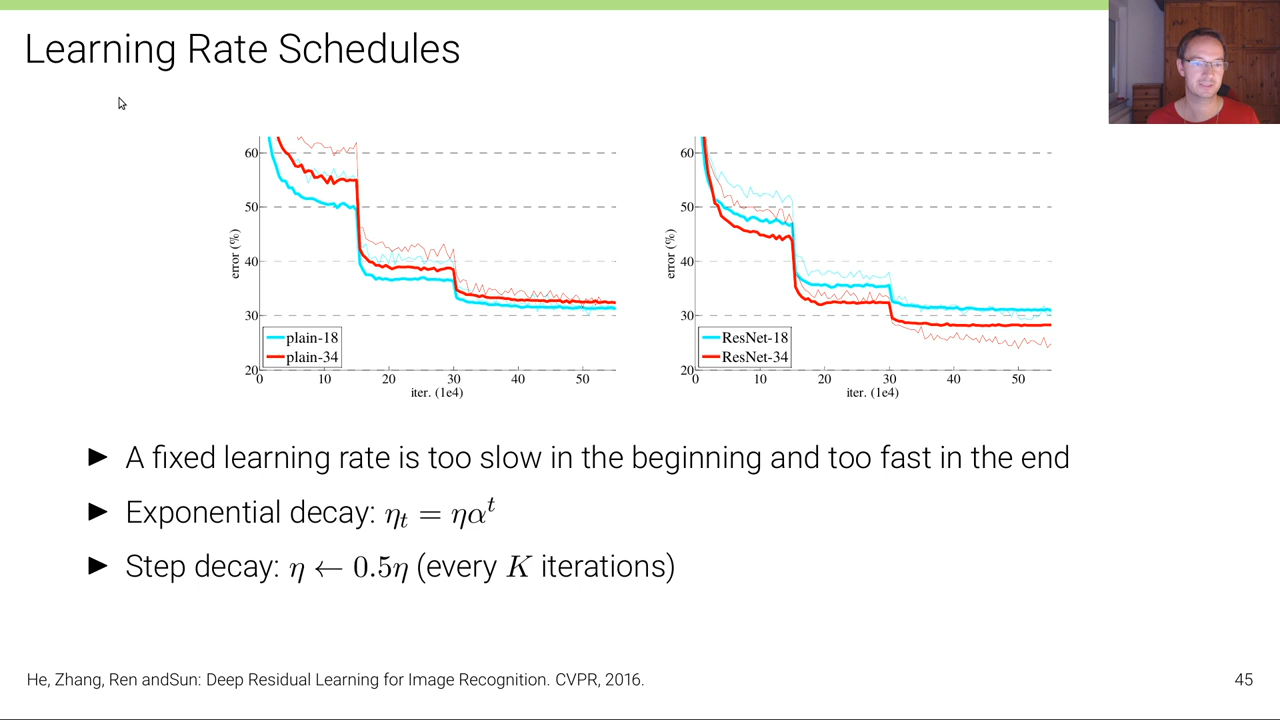 Learning Rate Schedules
60
50
40
30
20
error (%)
plain-18
plain-34
0 10 20 30 40 50
iter. (1e4)
60
50
40
30
20
error (%)
ResNet-18
ResNet-34
0 10 20 30 40 50
iter. (1e4)
► A fixed learning rate is too slow in the beginning and too fast in the end
► Exponential decay: ηₜ = ηαᵗ
► Step decay: η ← 0.5η (every K iterations)
He, Zhang, Ren andSun: Deep Residual Learning for Image Recognition. CVPR, 2016.
45